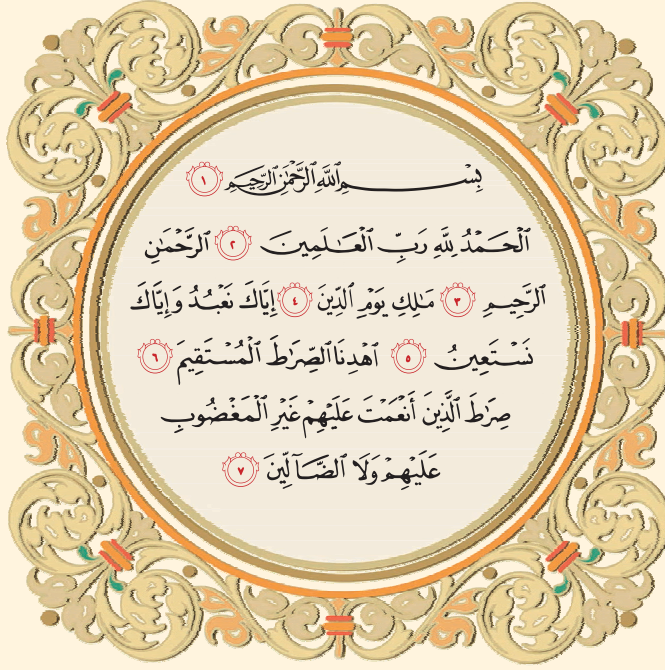 بِسْمِ ٱللَّهِ ٱلرَّحْمَٰنِ ٱلرَّحِيمِ ١
ٱلْحَمْدُ لِلَّهِ رَبِّ ٱلْعَٰلَمِينَ ٢ ٱلرَّحْمَٰنِ
ٱلرَّحِيمِ ٣ مَٰلِكِ يَوْمِ ٱلدِّينِ ٤ إِيَّاكَ نَعْبُدُ وَإِيَّاكَ
نَسْتَعِينُ ٥ ٱهْدِنَا ٱلصِّرَٰطَ ٱلْمُسْتَقِيمَ ٦
صِرَٰطَ ٱلَّذِينَ أَنْعَمْتَ عَلَيْهِمْ غَيْرِ ٱلْمَغْضُوبِ
عَلَيْهِمْ وَلَا ٱلضَّآلِّينَ ٧